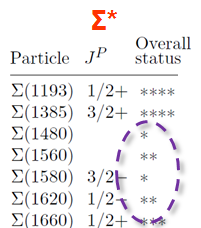 Σ*
Particle J^P Overall status
Σ(1193) 1/2+ ****
Σ(1385) 3/2+ ****
Σ(1480) *
Σ(1560) **
Σ(1580) 3/2- *
Σ(1620) 1/2- **
Σ(1660) 1/2+ ***